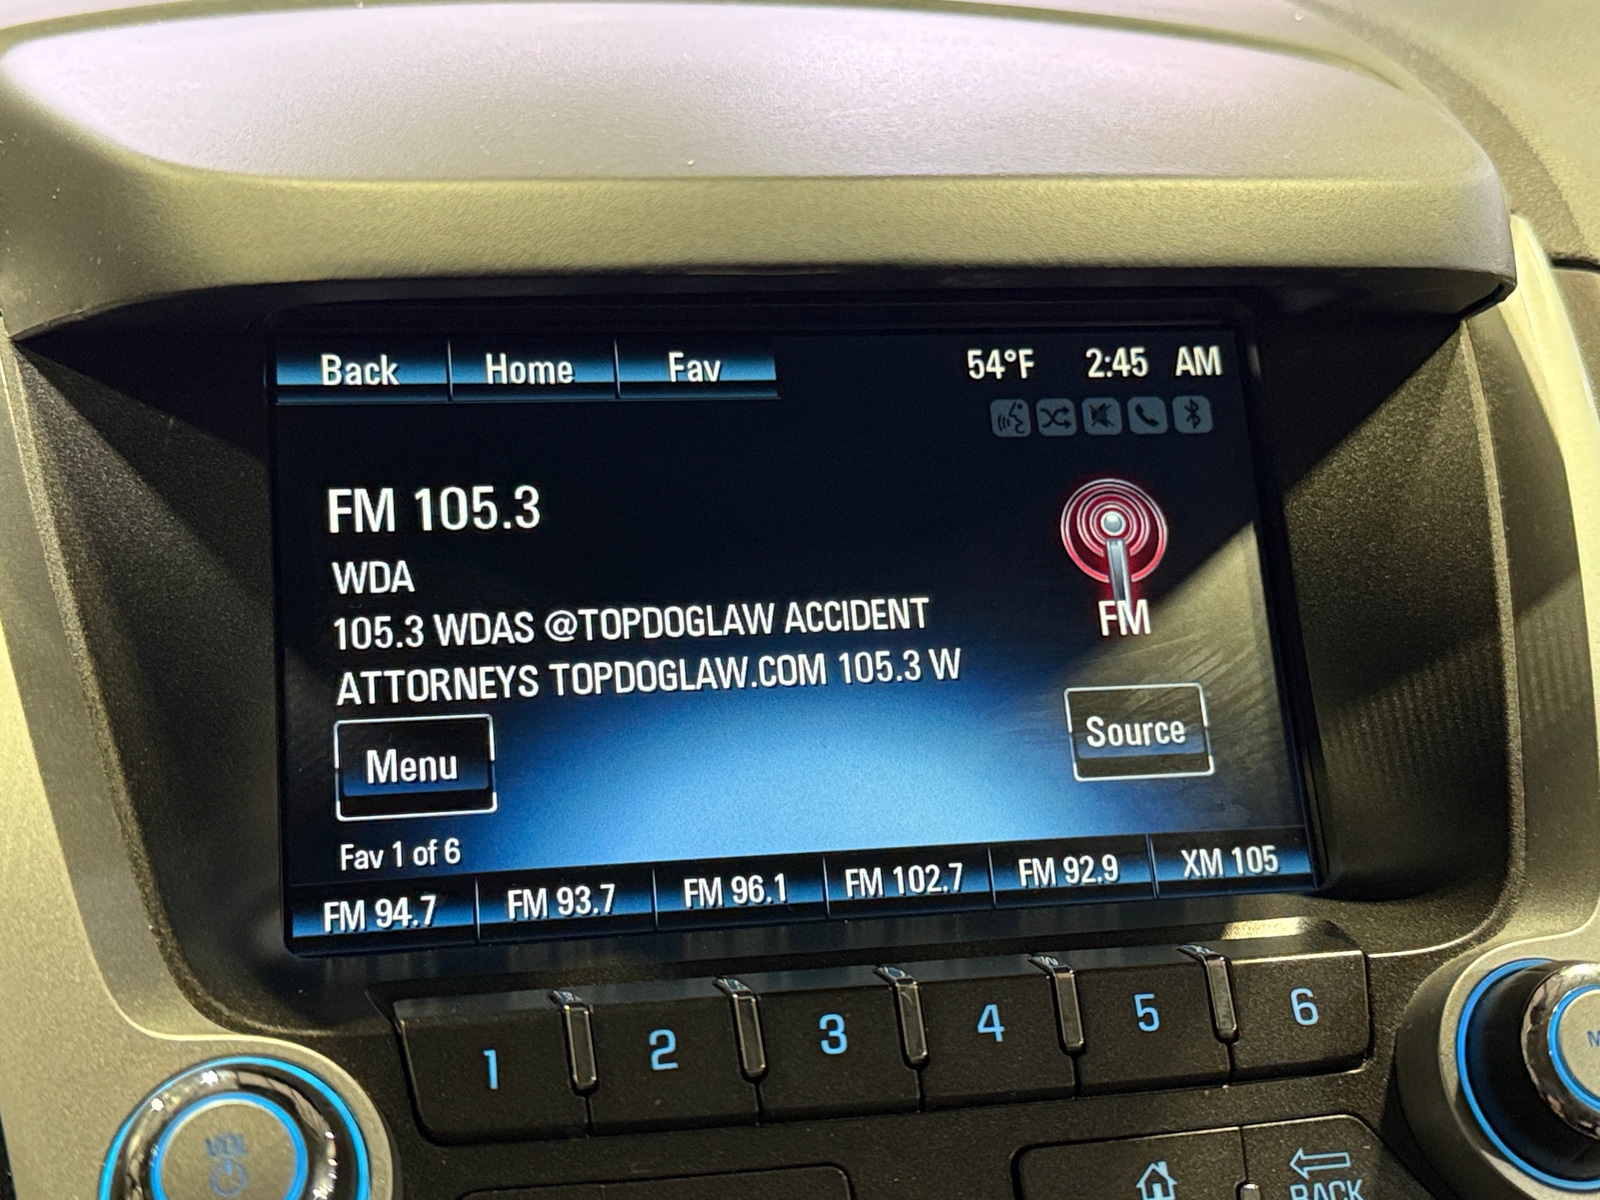 Back Home Fav 54°F 2:45 AM
FM 105.3
WDA
105.3 WDAS @TOPDOGLAW ACCIDENT
ATTORNEYS TOPDOGLAW.COM 105.3 W
FM
Menu
Source
Fav 1 of 6
FM 94.7 FM 93.7 FM 96.1 FM 102.7 FM 92.9 XM 105
1 2 3 4 5 6
BACK